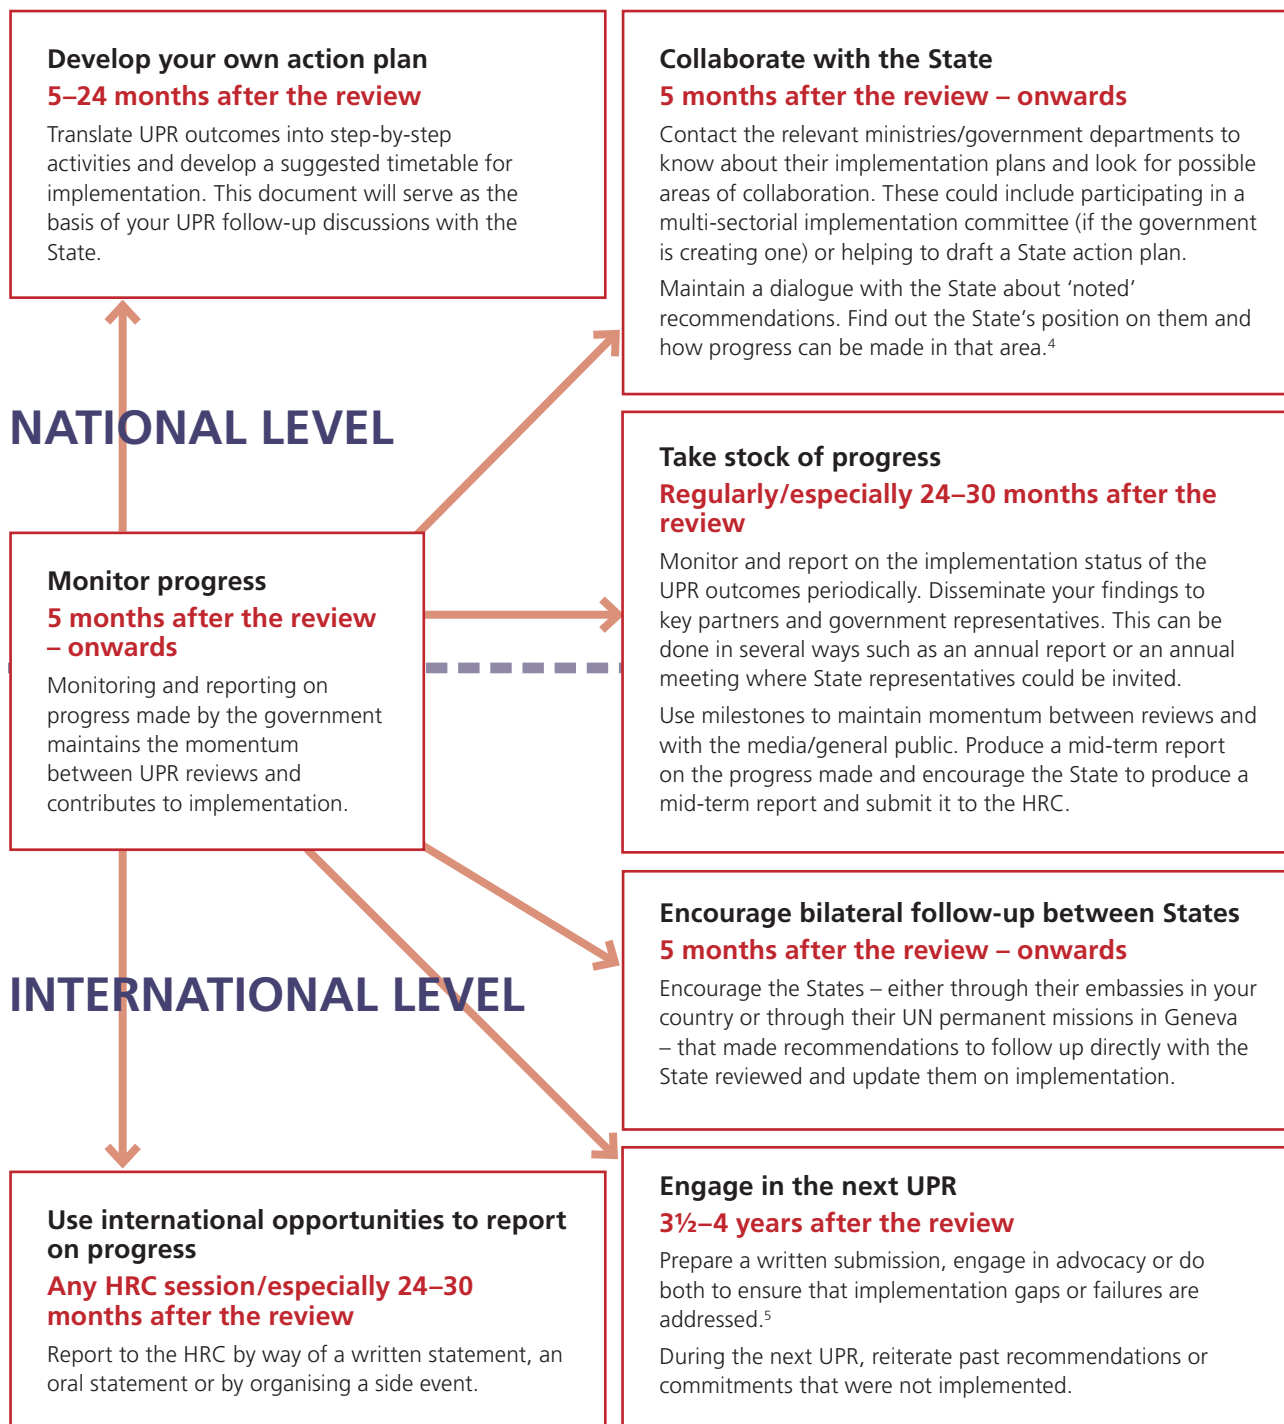 Develop your own action plan
5–24 months after the review
Translate UPR outcomes into step-by-step
activities and develop a suggested timetable for
implementation. This document will serve as the
basis of your UPR follow-up discussions with the
State.
Collaborate with the State
5 months after the review – onwards
Contact the relevant ministries/government departments to
know about their implementation plans and look for possible
areas of collaboration. These could include participating in a
multi-sectorial implementation committee (if the government
is creating one) or helping to draft a State action plan.
Maintain a dialogue with the State about ‘noted’
recommendations. Find out the State’s position on them and
how progress can be made in that area.⁴
NATIONAL LEVEL
Take stock of progress
Regularly/especially 24–30 months after the
review
Monitor and report on the implementation status of the
UPR outcomes periodically. Disseminate your findings to
key partners and government representatives. This can be
done in several ways such as an annual report or an annual
meeting where State representatives could be invited.
Use milestones to maintain momentum between reviews and
with the media/general public. Produce a mid-term report
on the progress made and encourage the State to produce a
mid-term report and submit it to the HRC.
Monitor progress
5 months after the review
– onwards
Monitoring and reporting on
progress made by the government
maintains the momentum
between UPR reviews and
contributes to implementation.
Encourage bilateral follow-up between States
5 months after the review – onwards
Encourage the States – either through their embassies in your
country or through their UN permanent missions in Geneva
– that made recommendations to follow up directly with the
State reviewed and update them on implementation.
INTERNATIONAL LEVEL
Use international opportunities to report
on progress
Any HRC session/especially 24–30
months after the review
Report to the HRC by way of a written statement, an
oral statement or by organising a side event.
Engage in the next UPR
3½–4 years after the review
Prepare a written submission, engage in advocacy or do
both to ensure that implementation gaps or failures are
addressed.⁵
During the next UPR, reiterate past recommendations or
commitments that were not implemented.